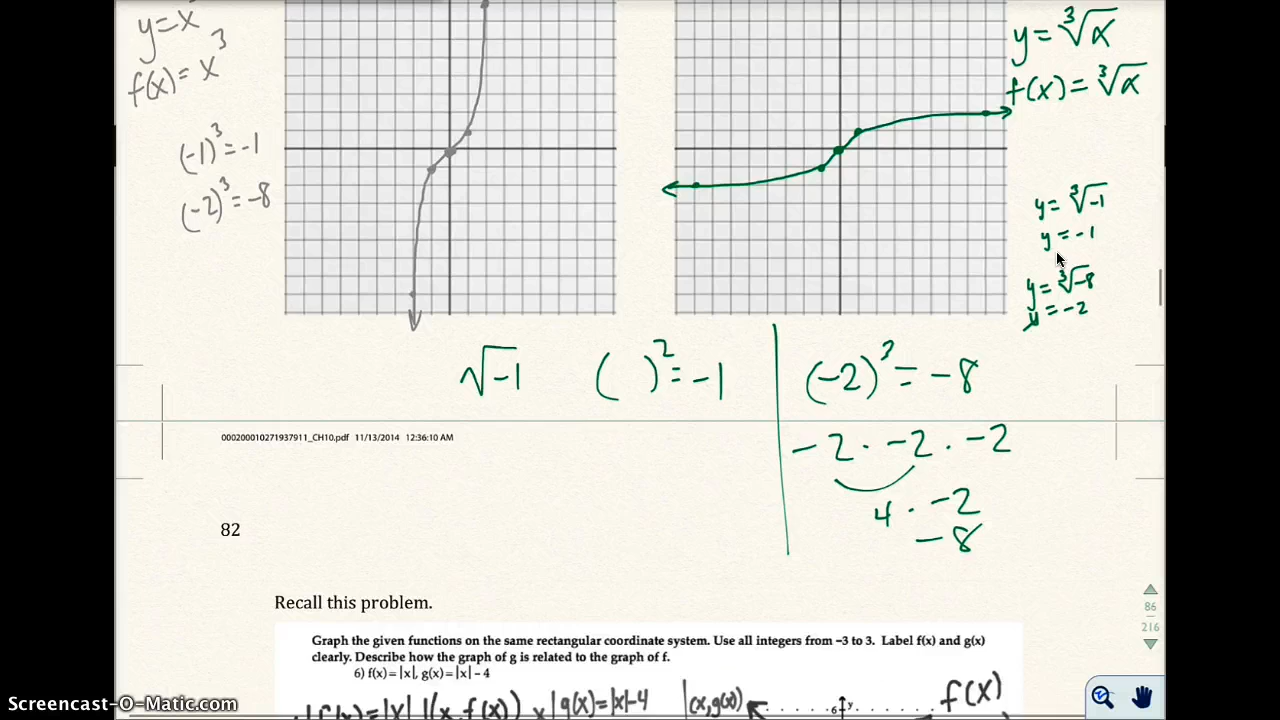 y=x
f(x)=x³
(-1)³=-1
(-2)³=-8
y=∛x
f(x)=∛x
y=∛-1
y=-1
y=∛-8
y=-2
√-1 ( )²=-1
(-2)³=-8
-2·-2·-2
4·-2
-8
000200010271937911_CH10.pdf 11/13/2014 12:36:10 AM
82
Recall this problem.
Graph the given functions on the same rectangular coordinate system. Use all integers from −3 to 3. Label f(x) and g(x)
clearly. Describe how the graph of g is related to the graph of f.
6) f(x)=|x|, g(x)=|x|-4
f(x)=|x| (x,f(x)) x g(x)=|x|-4 (x,g(x)) 6 y f(x)
86
216
Screencast-O-Matic.com